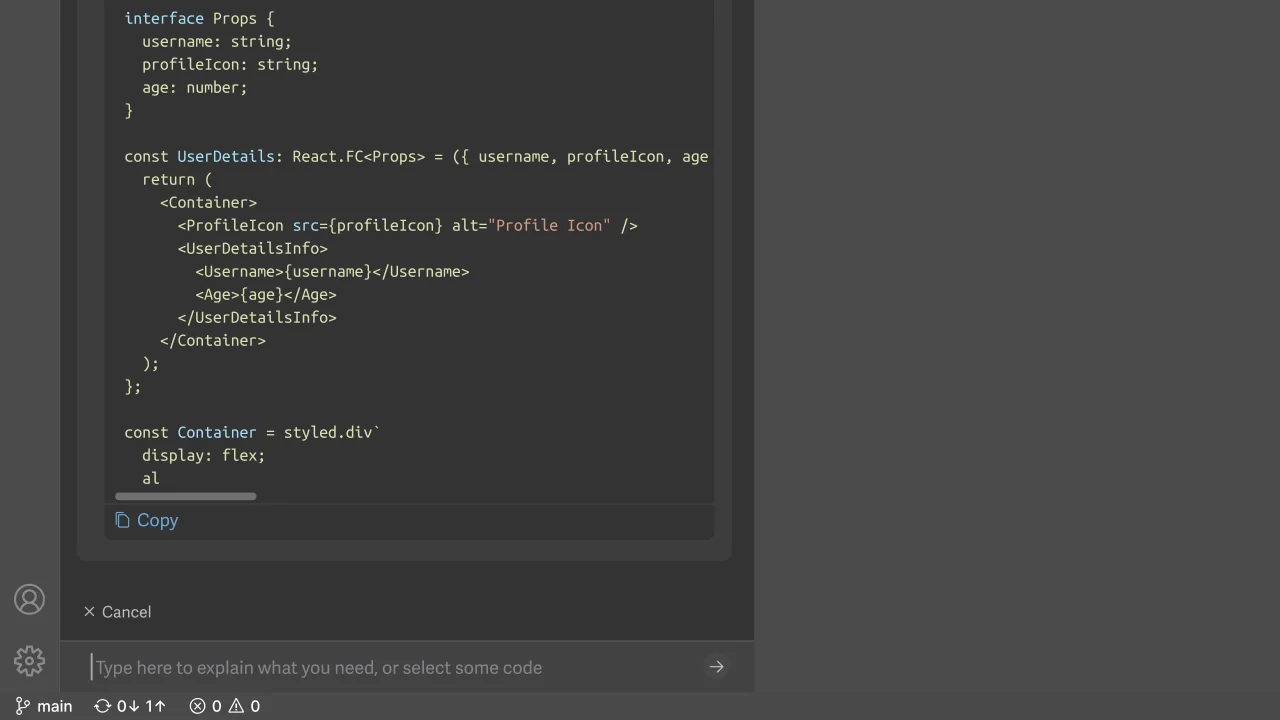 interface Props {
username: string;
profileIcon: string;
age: number;
}
const UserDetails: React.FC<Props> = ({ username, profileIcon, age
return (
<Container>
<ProfileIcon src={profileIcon} alt="Profile Icon" />
<UserDetailsInfo>
<Username>{username}</Username>
<Age>{age}</Age>
</UserDetailsInfo>
</Container>
);
};
const Container = styled.div`
display: flex;
al
Copy
Cancel
Type here to explain what you need, or select some code
main 0↓ 1↑ 0 0